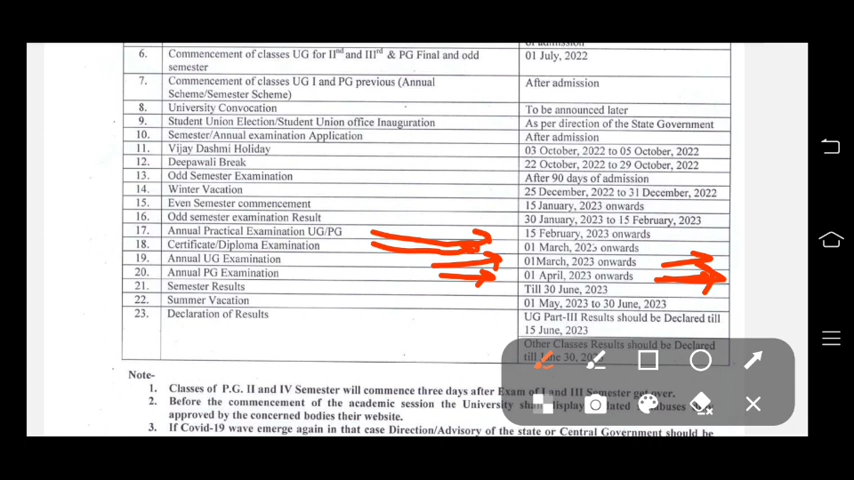 6. Commencement of classes UG for IInd and IIIrd & PG Final and odd semester 01 July, 2022
7. Commencement of classes UG I and PG previous (Annual Scheme/Semester Scheme) After admission
8. University Convocation To be announced later
9. Student Union Election/Student Union office Inauguration As per direction of the State Government
10. Semester/Annual examination Application After admission
11. Vijay Dashmi Holiday 03 October, 2022 to 05 October, 2022
12. Deepawali Break 22 October, 2022 to 29 October, 2022
13. Odd Semester Examination After 90 days of admission
14. Winter Vacation 25 December, 2022 to 31 December, 2022
15. Even Semester commencement 15 January, 2023 onwards
16. Odd semester examination Result 30 January, 2023 to 15 February, 2023
17. Annual Practical Examination UG/PG 15 February, 2023 onwards
18. Certificate/Diploma Examination 01 March, 2023 onwards
19. Annual UG Examination 01March, 2023 onwards
20. Annual PG Examination 01 April, 2023 onwards
21. Semester Results Till 30 June, 2023
22. Summer Vacation 01 May, 2023 to 30 June, 2023
23. Declaration of Results UG Part-III Results should be Declared till
15 June, 2023
Other Classes Results should be Declared
till June 30,
Note-
1. Classes of P.G. II and IV Semester will commence three days after Exam of I and III Semester get over.
2. Before the commencement of the academic session the University
approved by the concerned bodies their website.
3. If Covid-19 wave emerge again in that case Direction/Advisory of the state or Central Government should be